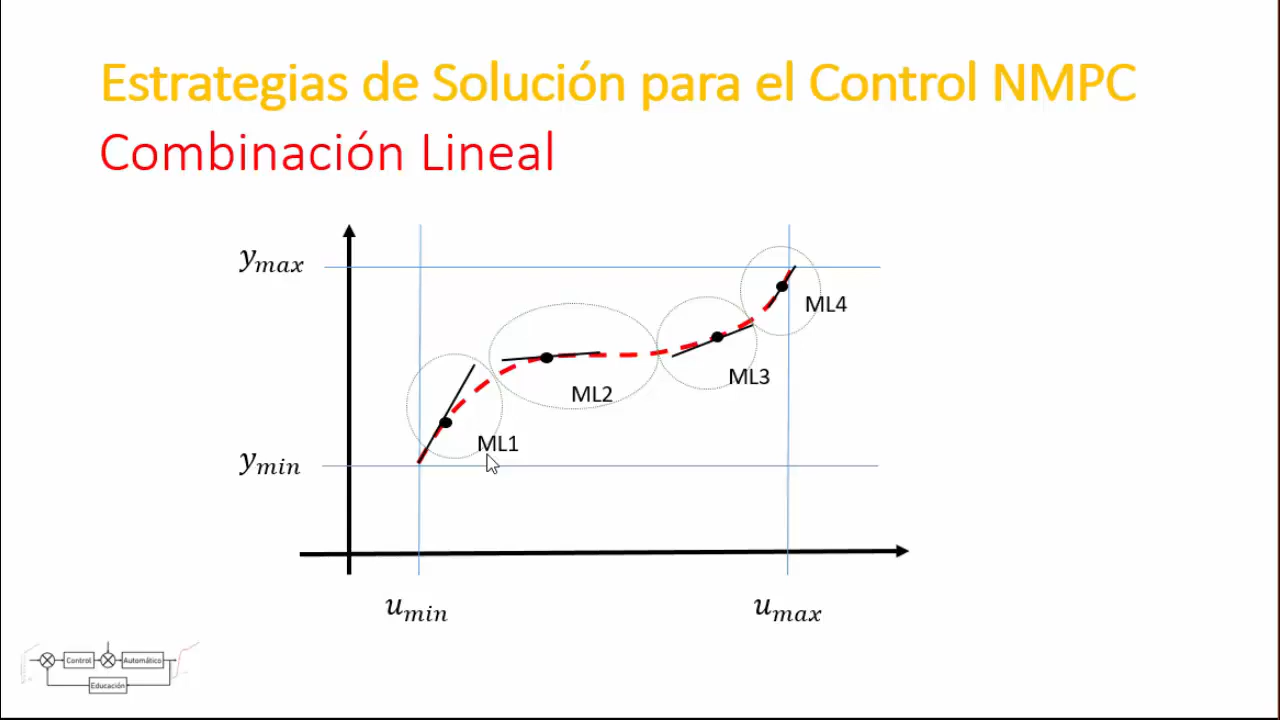 Estrategias de Solución para el Control NMPC
Combinación Lineal
y_max
ML4
ML3
ML2
ML1
y_min
u_min u_max
Control Automático
Educación